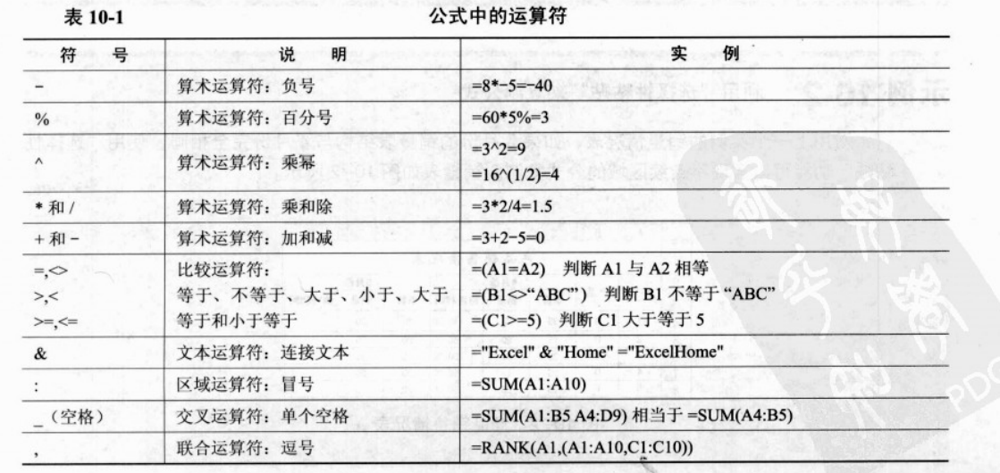 表 10-1 公式中的运算符
符 号 说 明 实 例
− 算术运算符：负号 =8*−5=−40
% 算术运算符：百分号 =60*5%=3
^ 算术运算符：乘幂 =3^2=9
=16^(1/2)=4
* 和 / 算术运算符：乘和除 =3*2/4=1.5
+ 和 − 算术运算符：加和减 =3+2−5=0
=,<> 比较运算符： =(A1=A2) 判断 A1 与 A2 相等
>,< 等于、不等于、大于、小于、大于 =(B1<>“ABC”) 判断 B1 不等于 “ABC”
>=,<= 等于和小于等于 =(C1>=5) 判断 C1 大于等于 5
& 文本运算符：连接文本 ="Excel" & "Home" ="ExcelHome"
: 区域运算符：冒号 =SUM(A1:A10)
_（空格） 交叉运算符：单个空格 =SUM(A1:B5 A4:D9) 相当于 =SUM(A4:B5)
, 联合运算符：逗号 =RANK(A1,(A1:A10,C1:C10))
PDG